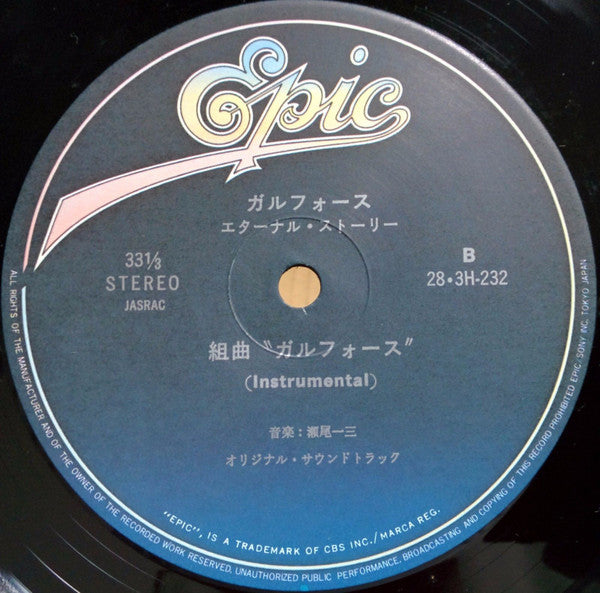 Epic
ガルフォース
エターナル・ストーリー
33⅓
STEREO
JASRAC
B
28・3H-232
組曲“ガルフォース”
(Instrumental)
音楽：瀬尾一三
オリジナル・サウンドトラック
"EPIC", IS A TRADEMARK OF CBS INC./MARCA REG.
ALL RIGHTS OF THE MANUFACTURER AND OF THE OWNER OF THE RECORDED WORK RESERVED. UNAUTHORIZED PUBLIC PERFORMANCE, BROADCASTING AND COPYING OF THIS RECORD PROHIBITED EPIC/SONY INC. TOKYO JAPAN